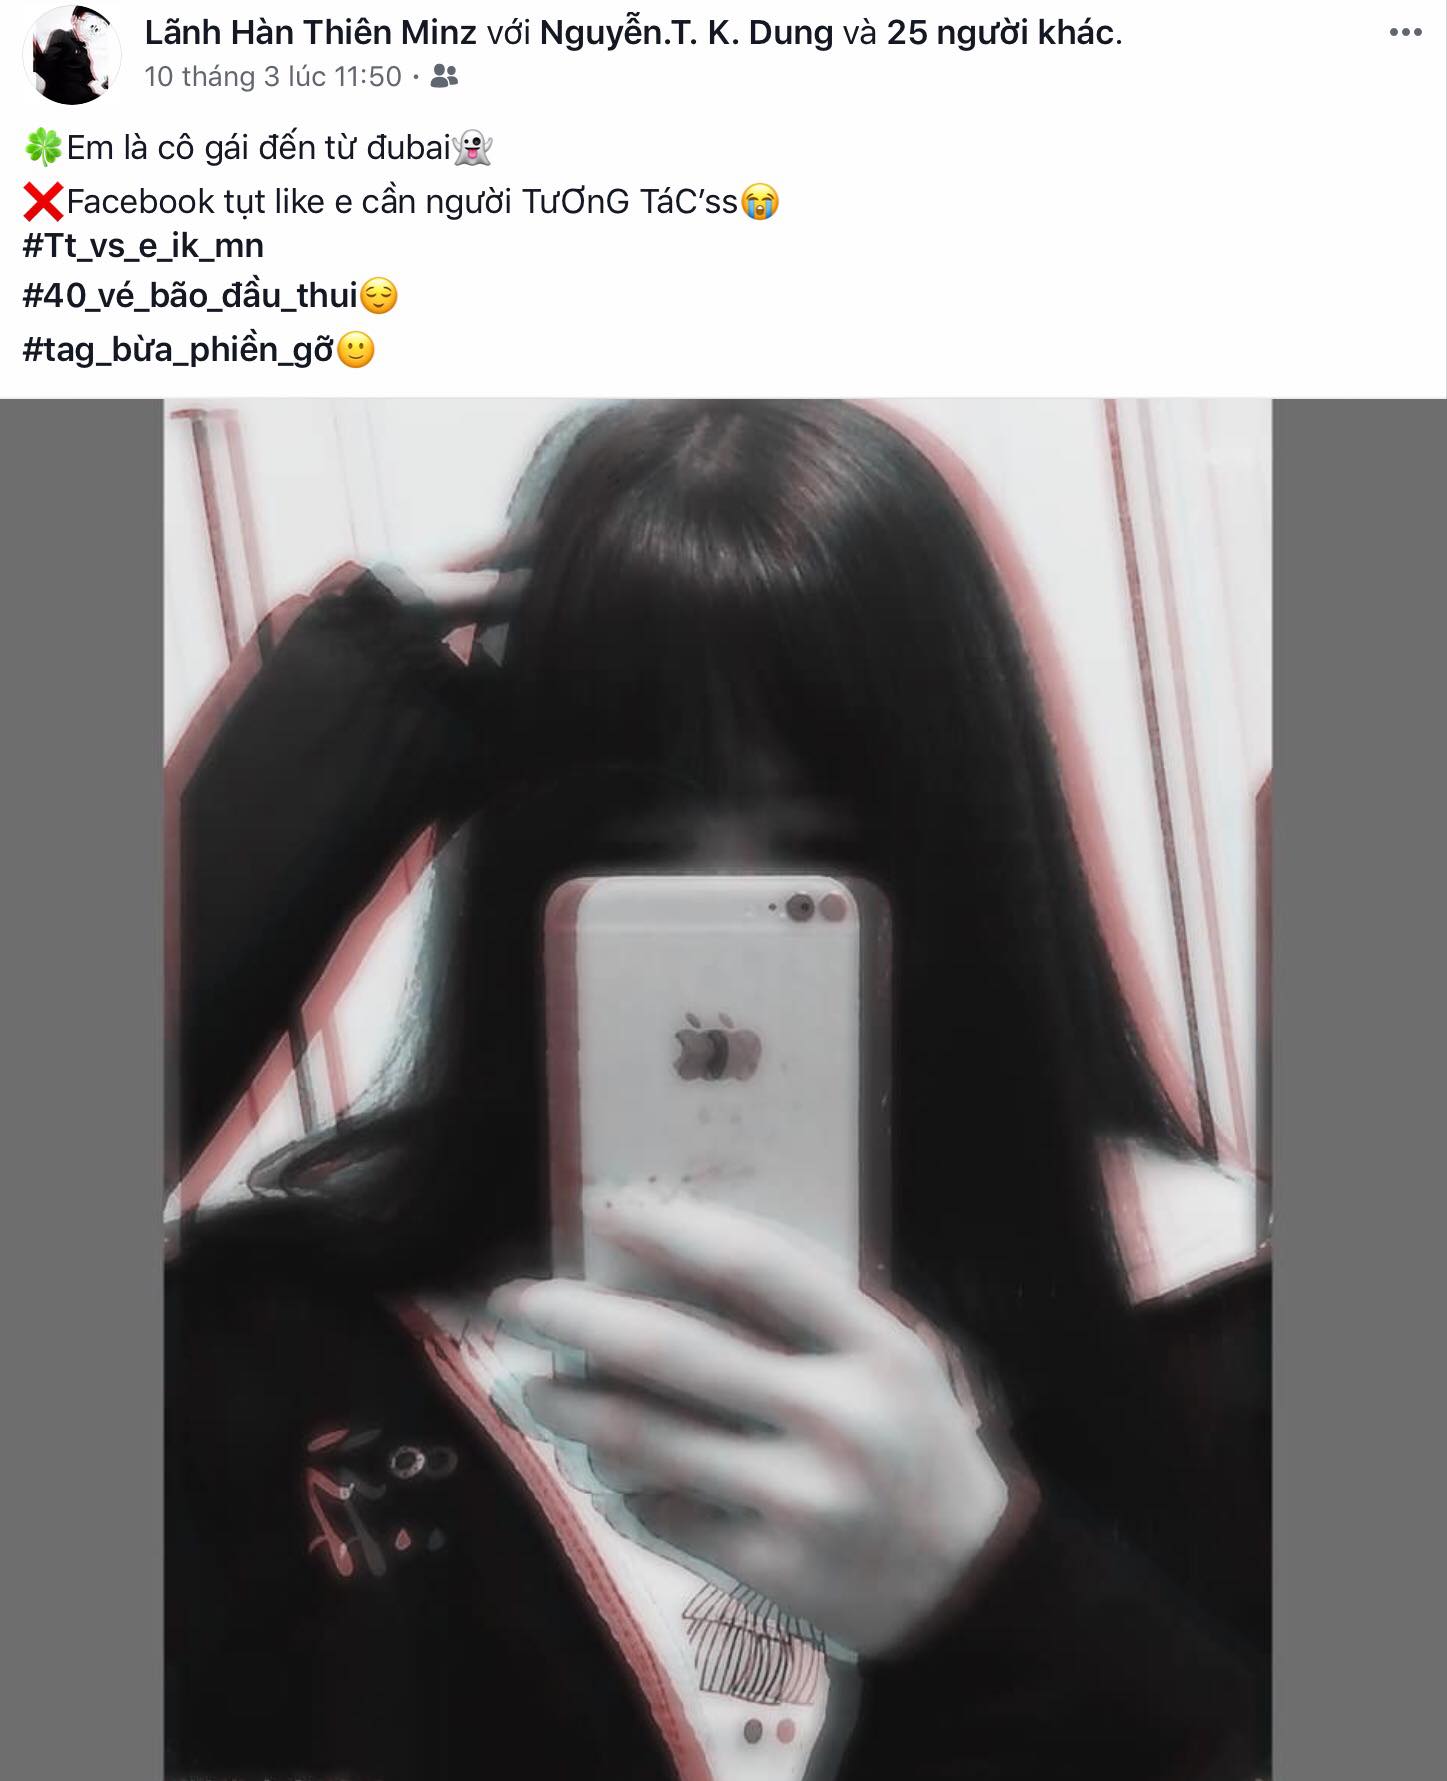 Lãnh Hàn Thiên Minz với Nguyễn.T. K. Dung và 25 người khác.
10 tháng 3 lúc 11:50 ·
🍀Em là cô gái đến từ đubai👻
❌Facebook tụt like e cần người TưƠnG TáC’ss😭
#Tt_vs_e_ik_mn
#40_vé_bão_đầu_thui😌
#tag_bừa_phiền_gỡ🙂